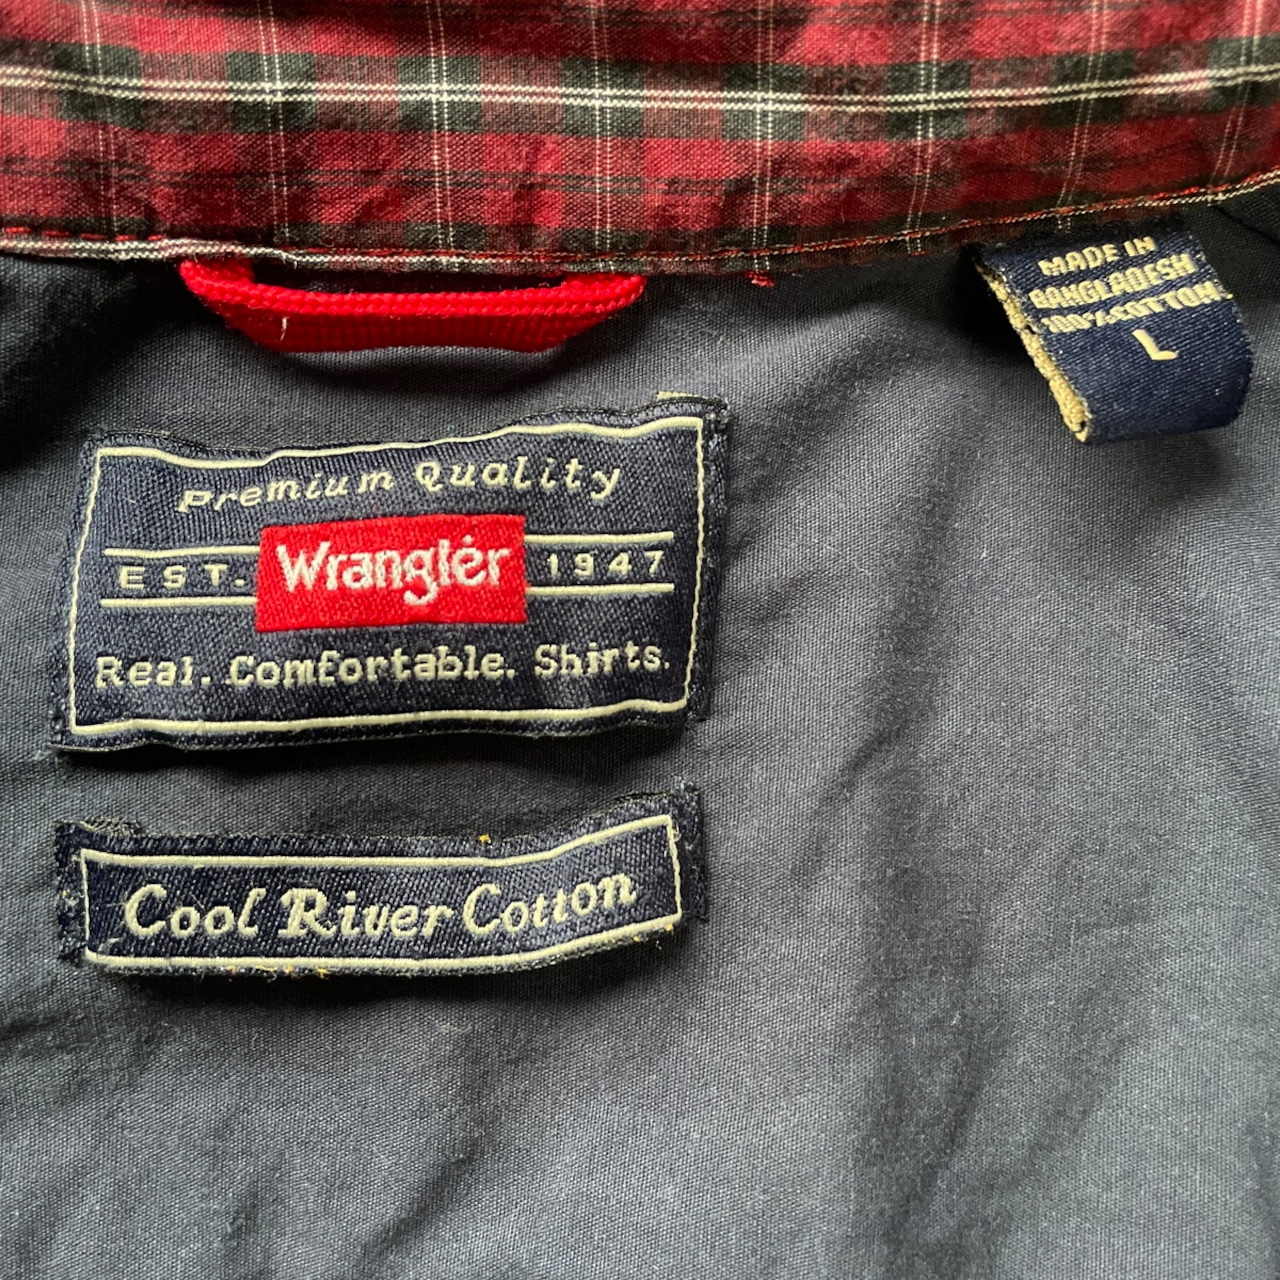 MADE IN
BANGLADESH
100% COTTON
L
Premium Quality
EST. Wrangler 1947
Real. Comfortable. Shirts.
Cool River Cotton